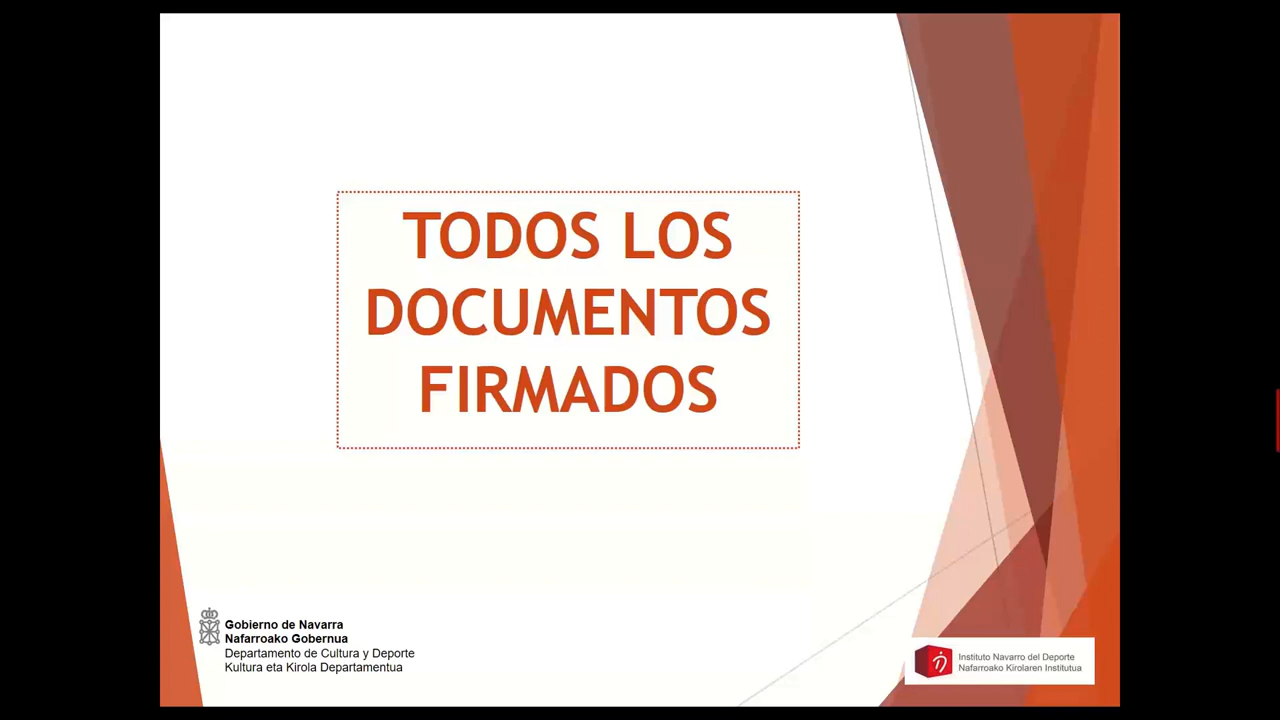 TODOS LOS
DOCUMENTOS
FIRMADOS
Gobierno de Navarra
Nafarroako Gobernua
Departamento de Cultura y Deporte
Kultura eta Kirola Departamentua
Instituto Navarro del Deporte
Nafarroako Kirolaren Institutua